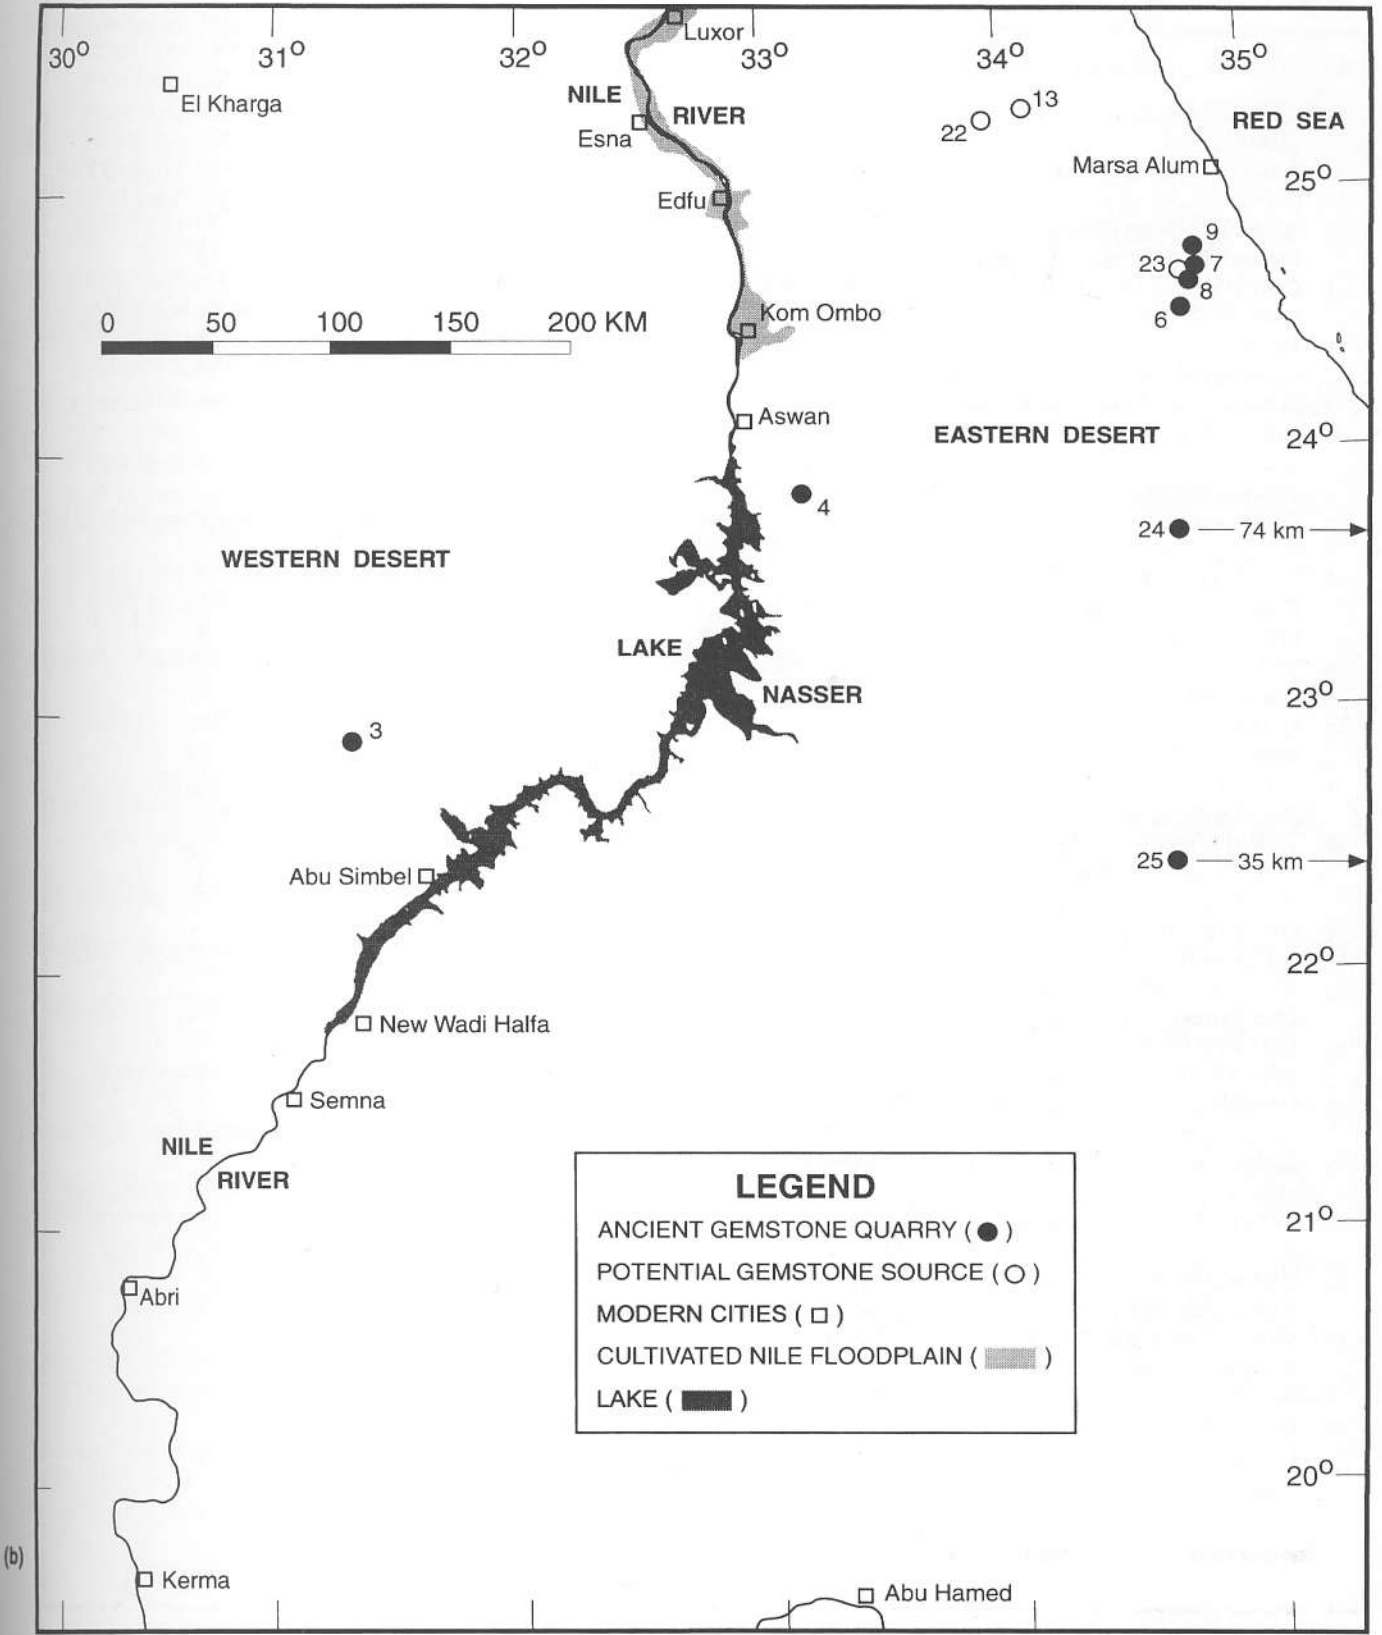 Luxor
30° 31° 32° 33° 34° 35°
El Kharga
NILE
RIVER
Esna
13
22
RED SEA
Marsa Alum
25°
Edfu
9
23
7
8
6
Kom Ombo
0 50 100 150 200 KM
Aswan
EASTERN DESERT
24°
4
24
74 km
WESTERN DESERT
LAKE
NASSER
23°
3
25
35 km
Abu Simbel
22°
New Wadi Halfa
Semna
NILE
RIVER
LEGEND
ANCIENT GEMSTONE QUARRY ( ● )
POTENTIAL GEMSTONE SOURCE ( ○ )
MODERN CITIES ( □ )
CULTIVATED NILE FLOODPLAIN ( )
LAKE ( )
21°
Abri
20°
(b)
Kerma
Abu Hamed